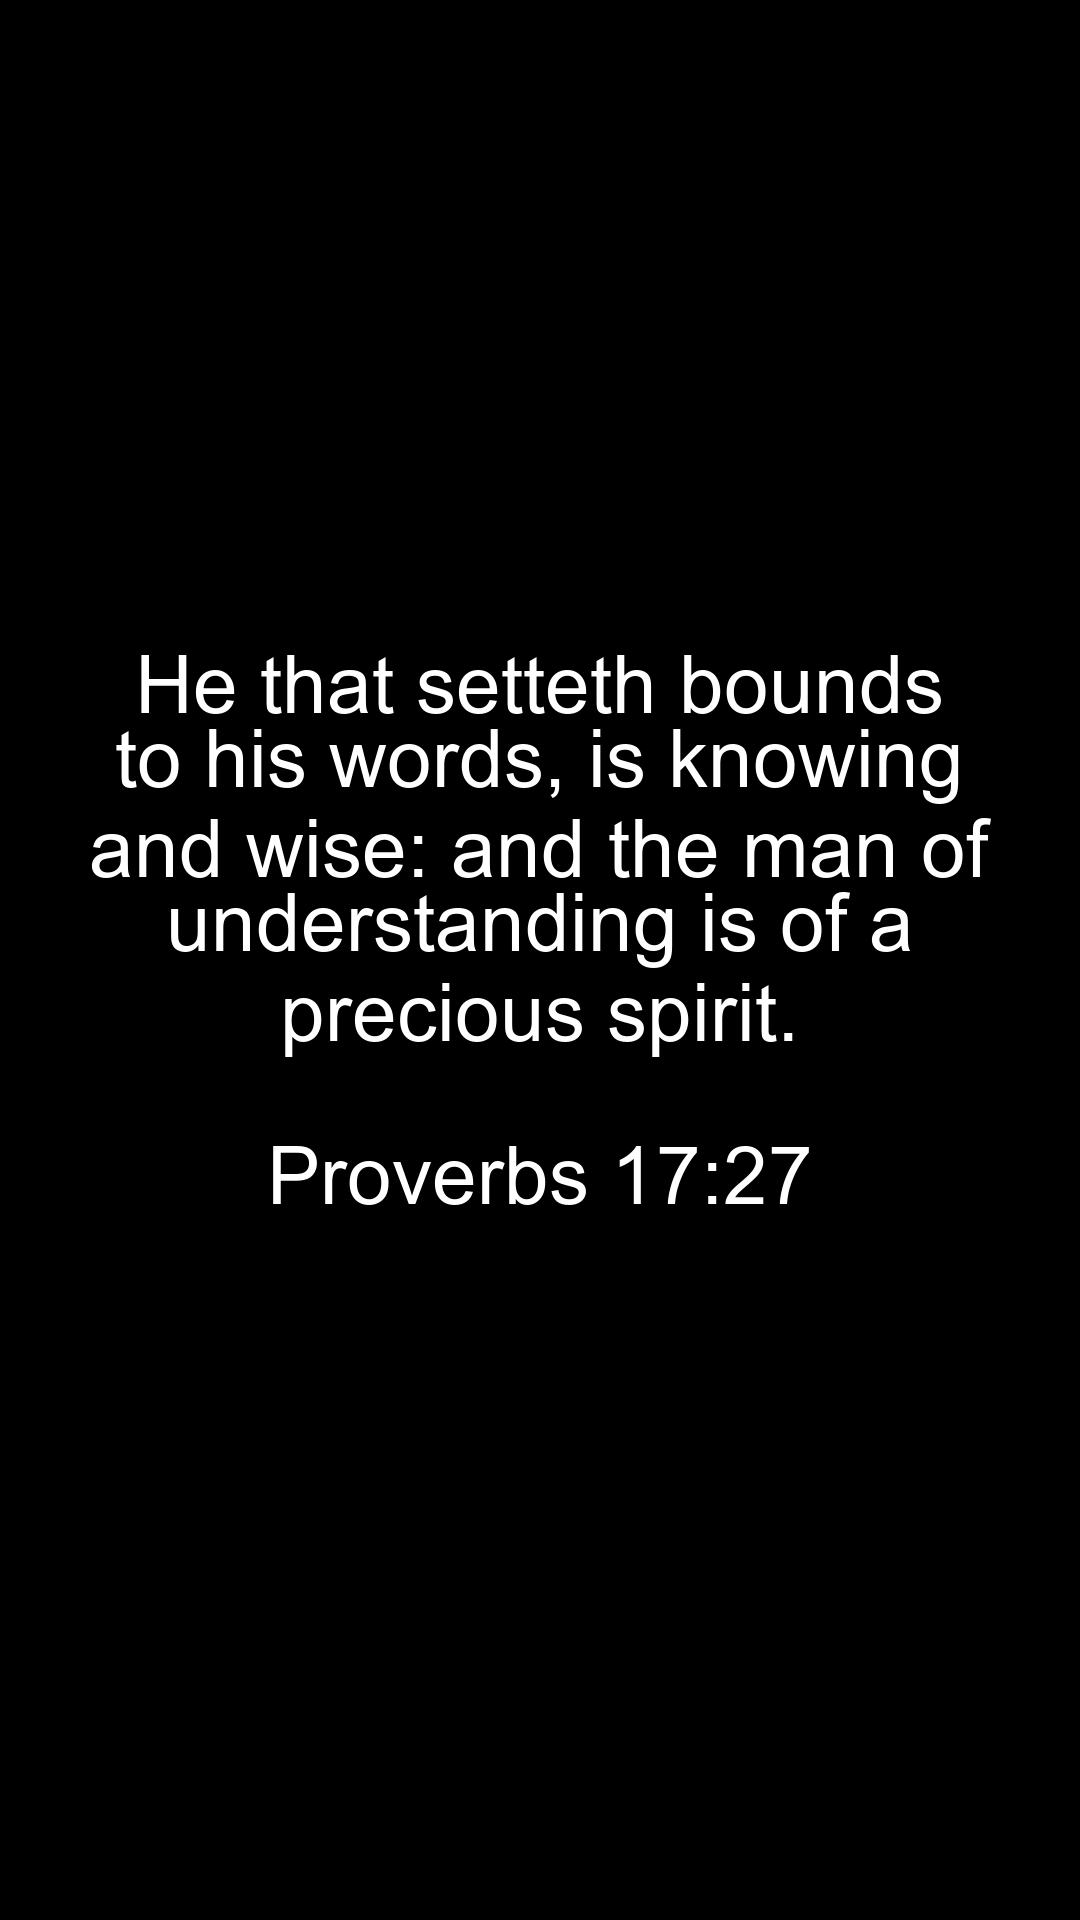 He that setteth bounds
to his words, is knowing
and wise: and the man of
understanding is of a
precious spirit.
Proverbs 17:27